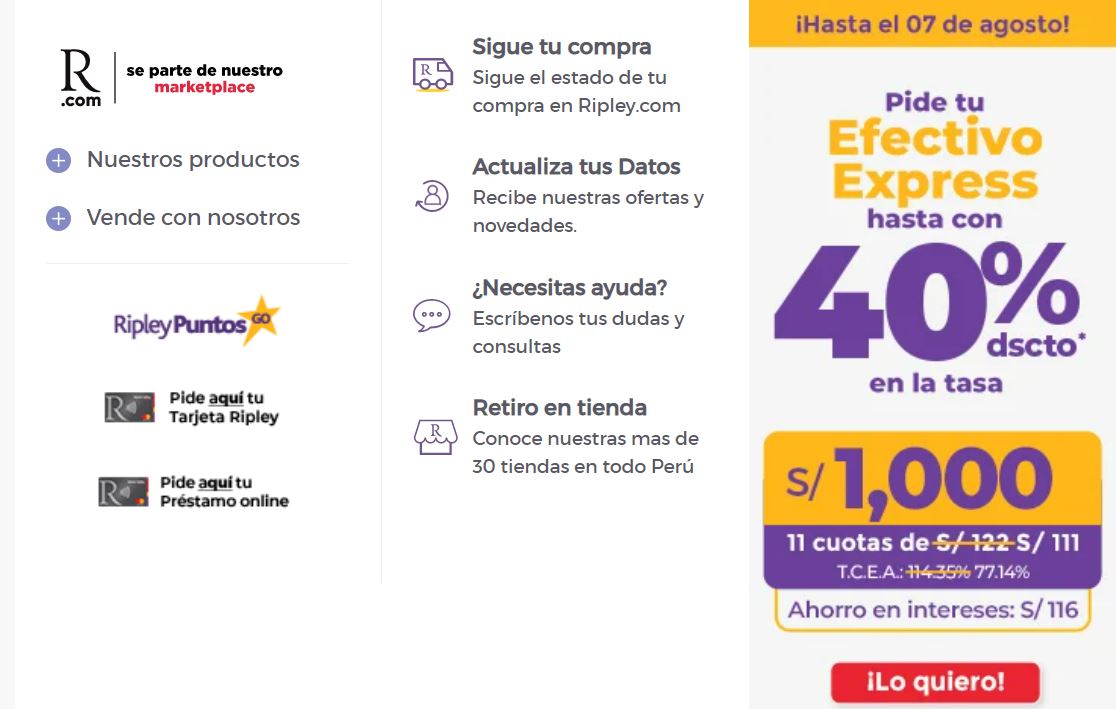 R
.com
se parte de nuestro
marketplace
Nuestros productos
Vende con nosotros
RipleyPuntos GO
R
Pide aquí tu
Tarjeta Ripley
R
Pide aquí tu
Préstamo online
R
Sigue tu compra
Sigue el estado de tu
compra en Ripley.com
Actualiza tus Datos
Recibe nuestras ofertas y
novedades.
¿Necesitas ayuda?
Escríbenos tus dudas y
consultas
R
Retiro en tienda
Conoce nuestras mas de
30 tiendas en todo Perú
¡Hasta el 07 de agosto!
Pide tu
Efectivo
Express
hasta con
40%
dscto*
en la tasa
S/ 1,000
11 cuotas de S/ 122 S/ 111
T.C.E.A.: 114.35% 77.14%
Ahorro en intereses: S/ 116
¡Lo quiero!